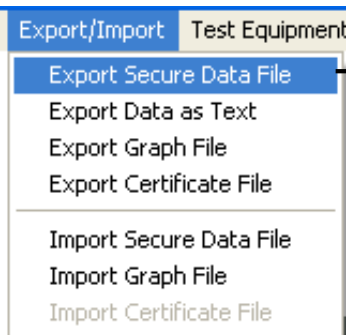 Export/Import Test Equipment
Export Secure Data File
Export Data as Text
Export Graph File
Export Certificate File
Import Secure Data File
Import Graph File
Import Certificate File